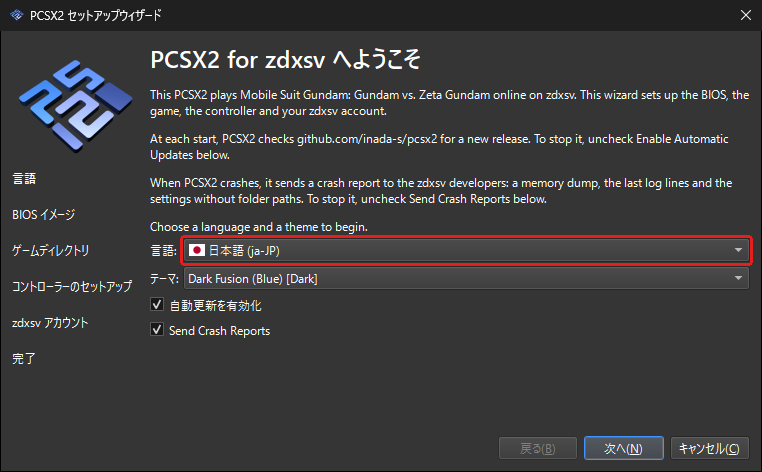 PCSX2 セットアップウィザード
PCSX2 for zdxsv へようこそ
This PCSX2 plays Mobile Suit Gundam: Gundam vs. Zeta Gundam online on zdxsv. This wizard sets up the BIOS, the
game, the controller and your zdxsv account.
At each start, PCSX2 checks github.com/inada-s/pcsx2 for a new release. To stop it, uncheck Enable Automatic
Updates below.
When PCSX2 crashes, it sends a crash report to the zdxsv developers: a memory dump, the last log lines and the
settings without folder paths. To stop it, uncheck Send Crash Reports below.
Choose a language and a theme to begin.
言語
BIOS イメージ
ゲームディレクトリ
コントローラーのセットアップ
zdxsv アカウント
完了
言語: 日本語 (ja-JP)
テーマ: Dark Fusion (Blue) [Dark]
自動更新を有効化
Send Crash Reports
戻る(B) 次へ(N) キャンセル(C)